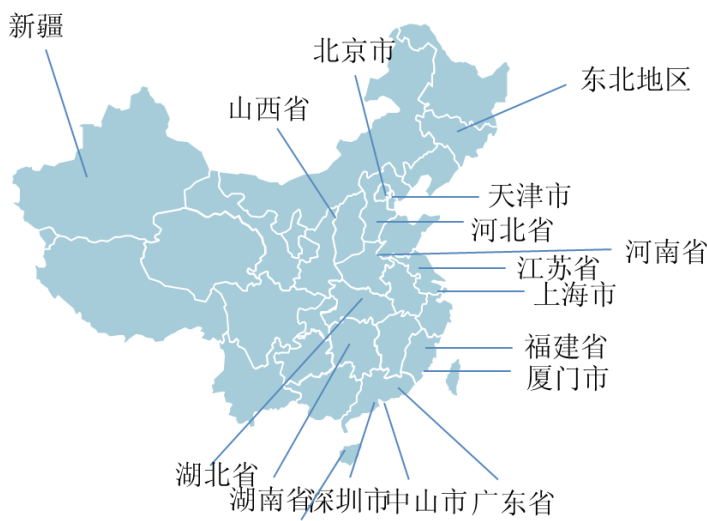 新疆
北京市
东北地区
山西省
天津市
河北省
河南省
江苏省
上海市
福建省
厦门市
湖北省
湖南省
深圳市
中山市
广东省